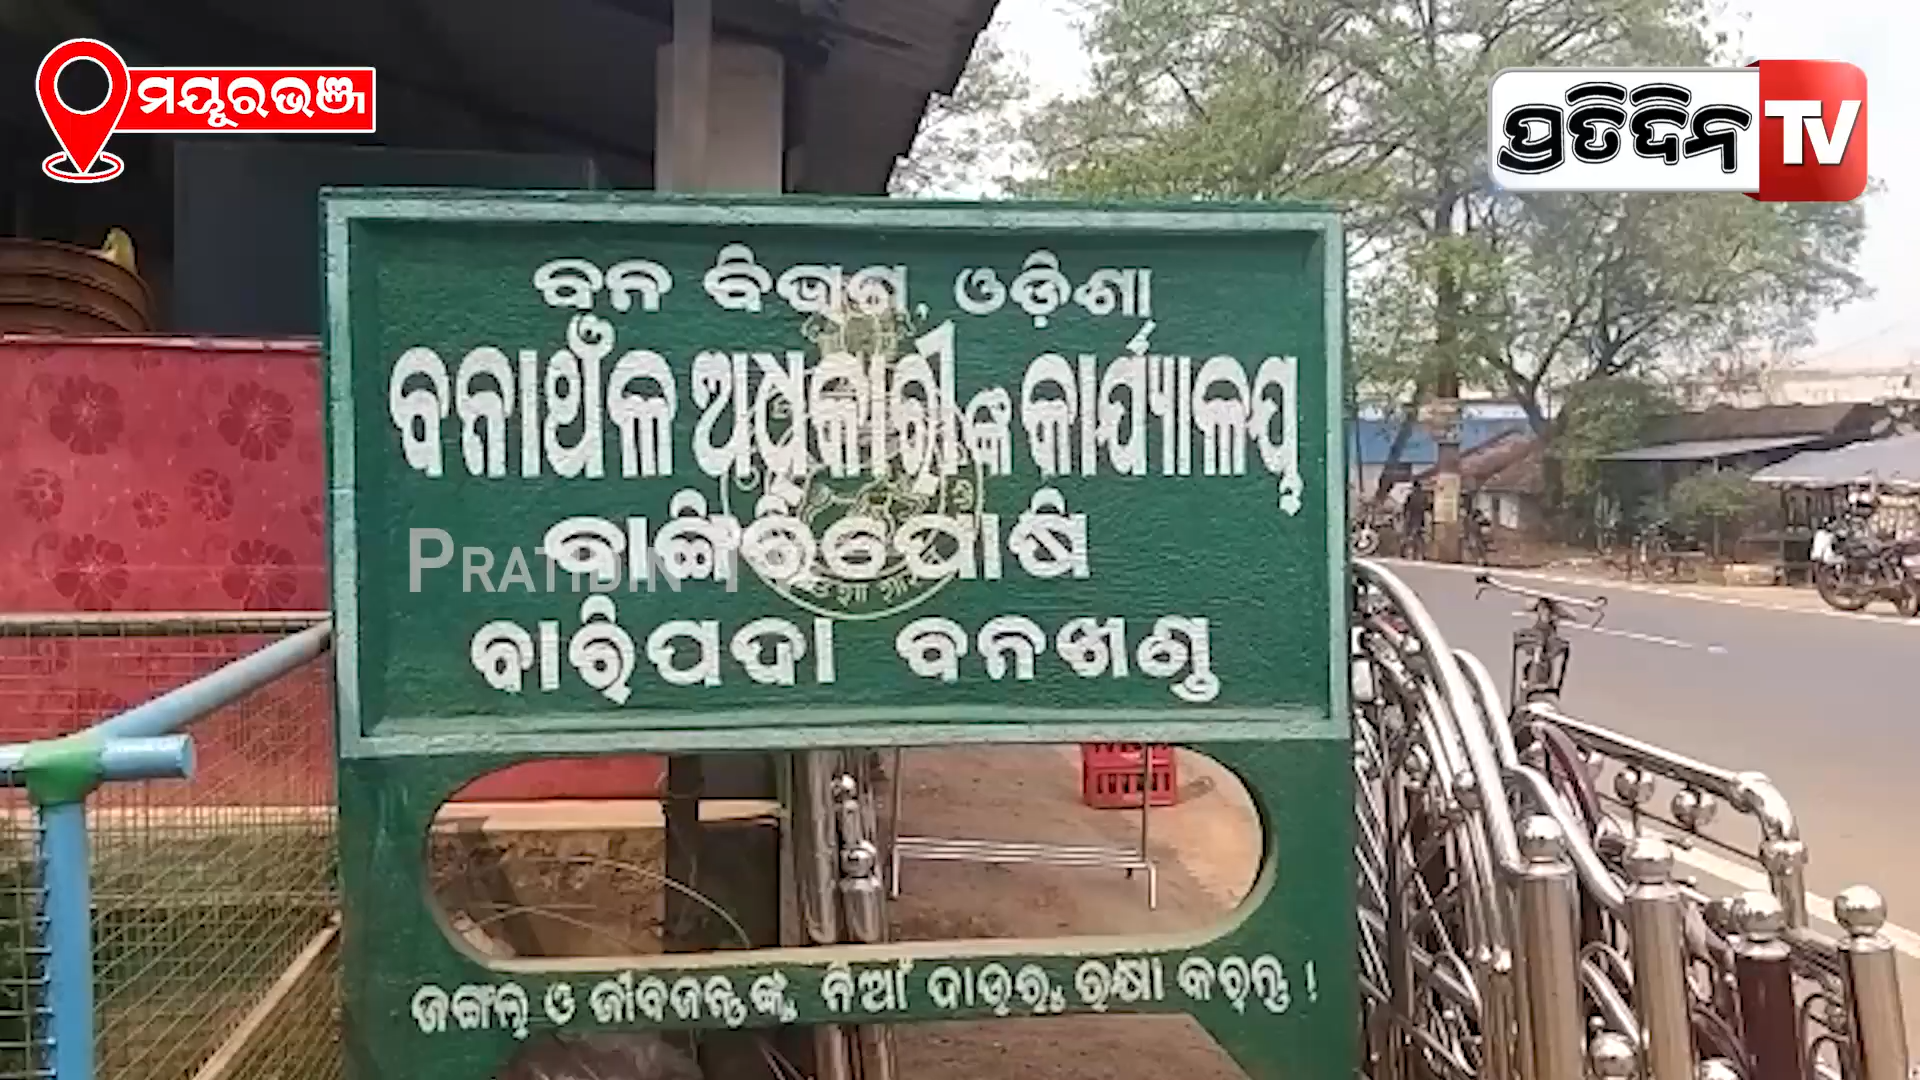 ମୟୂରଭଞ୍ଜ
ପ୍ରତିଦିନ TV
ବନ ବିଭାଗ, ଓଡ଼ିଶା
ବନାଞ୍ଚଳ ଅଧିକାରୀଙ୍କ କାର୍ଯ୍ୟାଳୟ
ବାଙ୍ଗିରିପୋଷି
PRATIDIN T
ବାରିପଦା ବନଖଣ୍ଡ
ଜଙ୍ଗଲ ଓ ଜୀବଜନ୍ତୁଙ୍କୁ ନିଆଁ ଦାଉରୁ ରକ୍ଷା କରନ୍ତୁ !